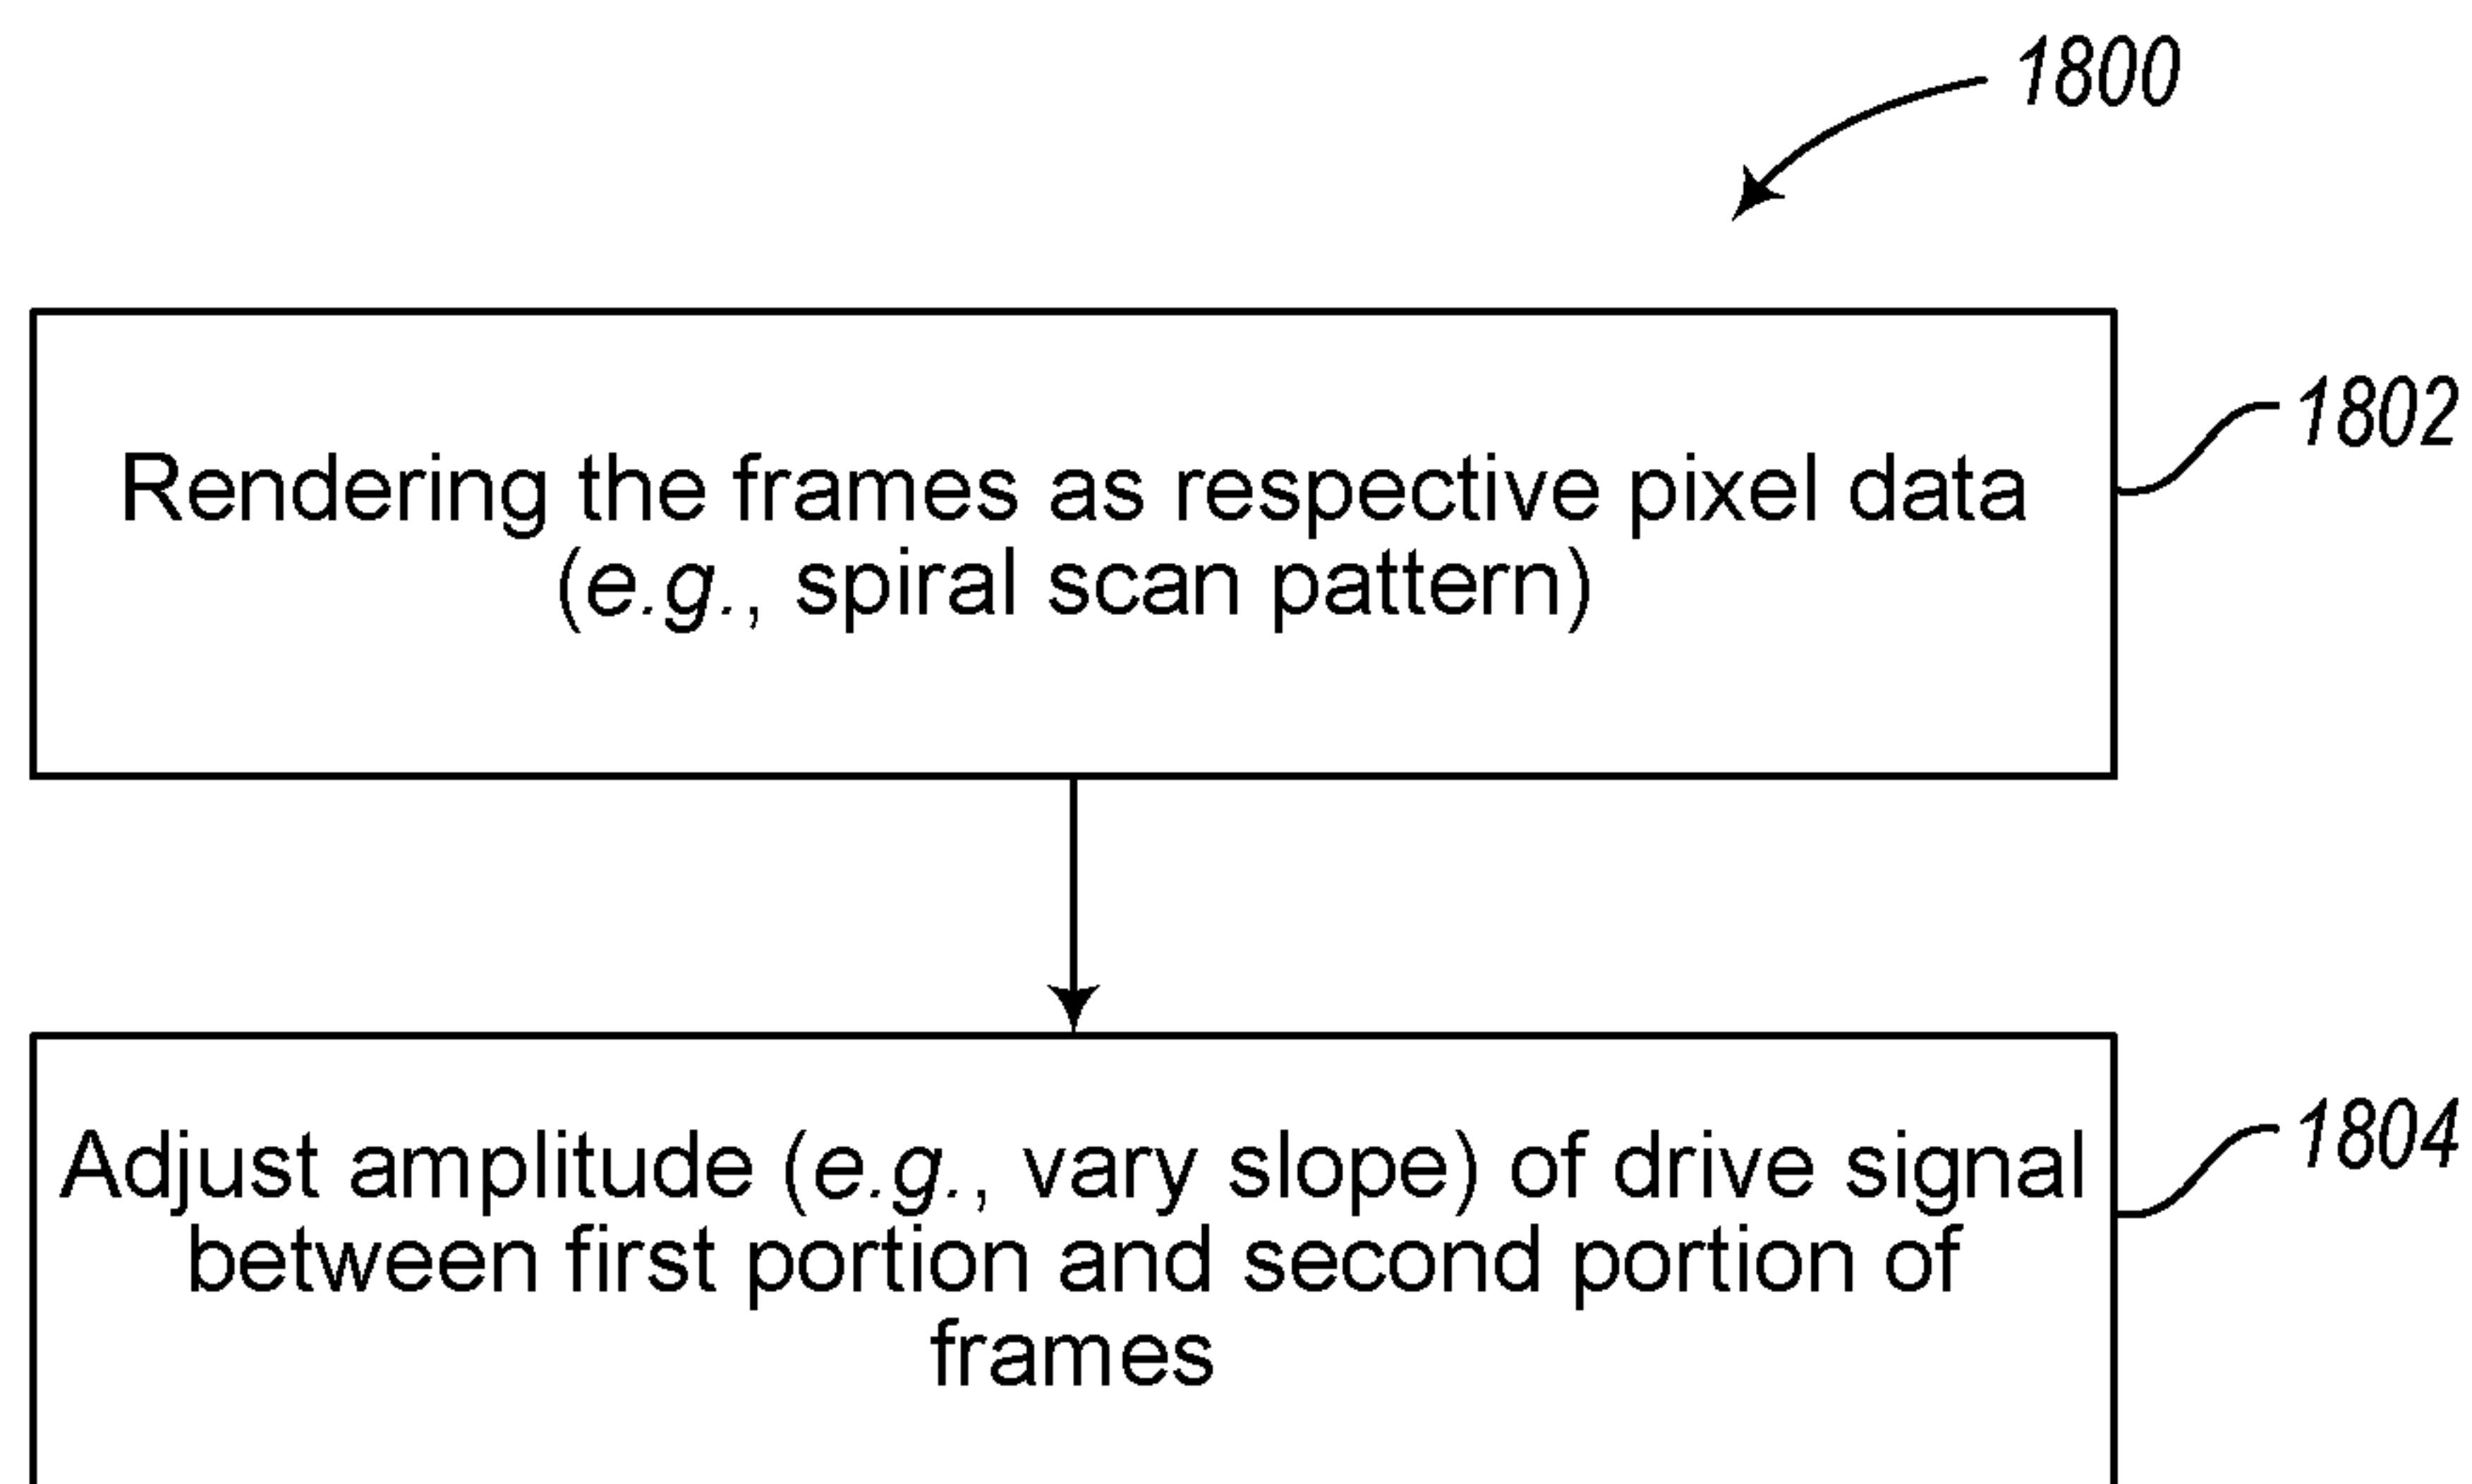 1800
1802
Rendering the frames as respective pixel data
(e.g., spiral scan pattern)
1804
Adjust amplitude (e.g., vary slope) of drive signal
between first portion and second portion of
frames